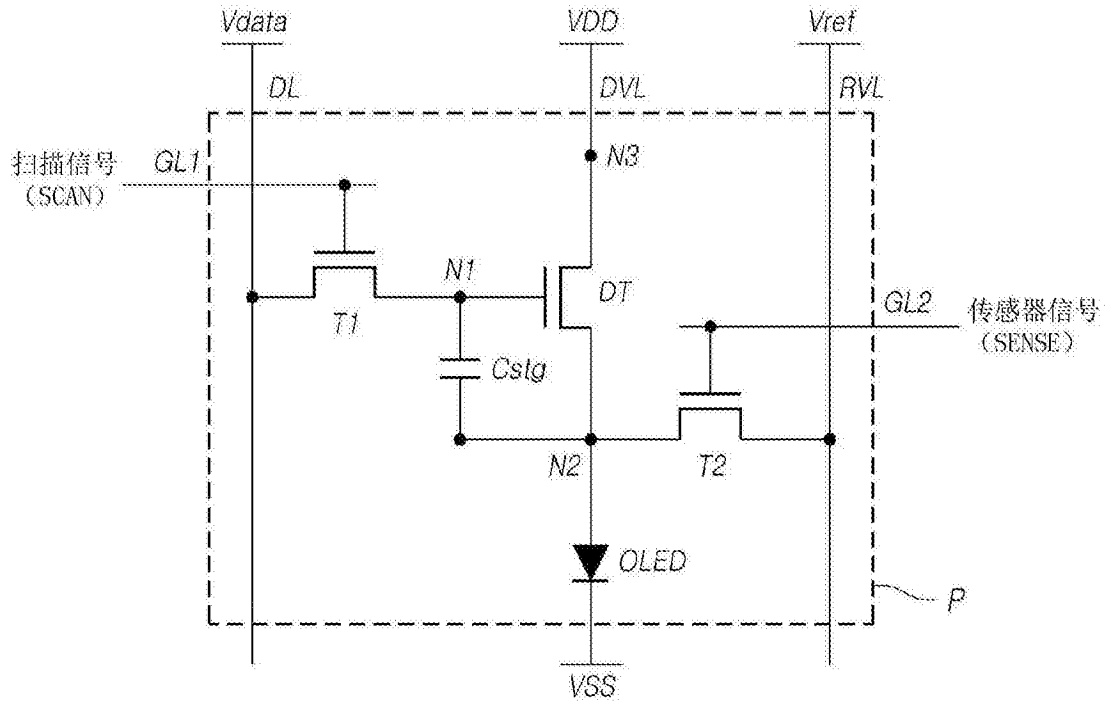 Vdata
VDD
Vref
DL
DVL
RVL
扫描信号
（SCAN）
GL1
N3
N1
DT
T1
GL2
传感器信号
（SENSE）
Cstg
N2
T2
OLED
P
VSS